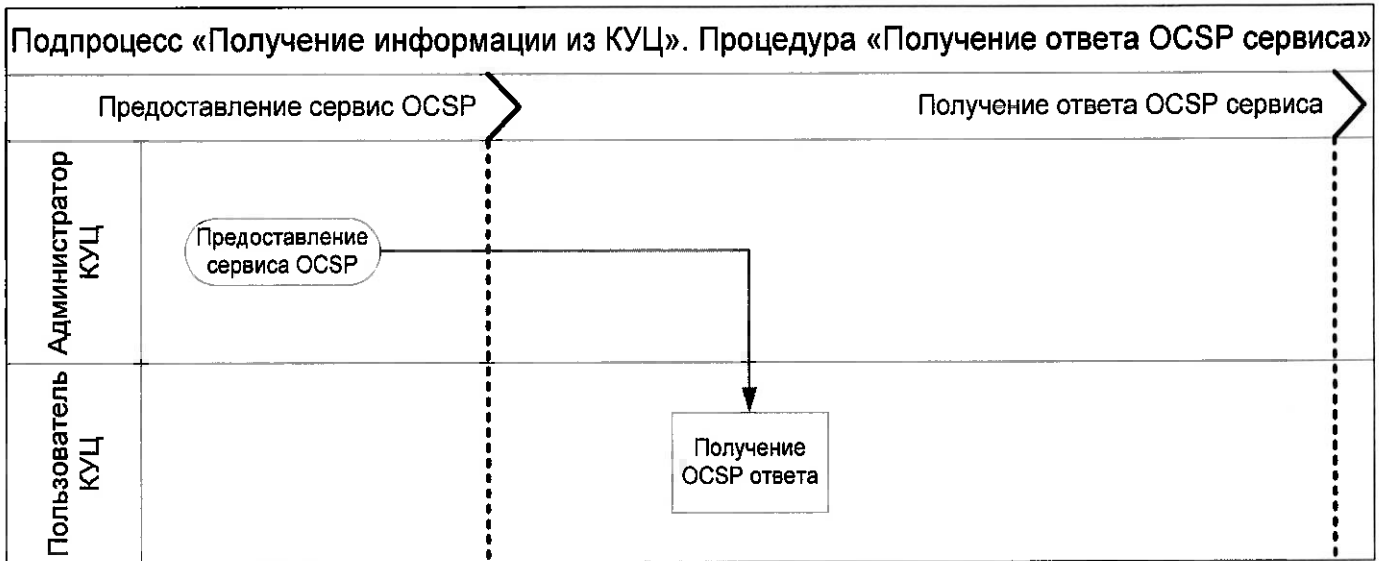 Подпроцесс «Получение информации из КУЦ». Процедура «Получение ответа OCSP сервиса»
Предоставление сервис OCSP
Получение ответа OCSP сервиса
Администратор
КУЦ
Предоставление
сервиса OCSP
Пользователь
КУЦ
Получение
OCSP ответа